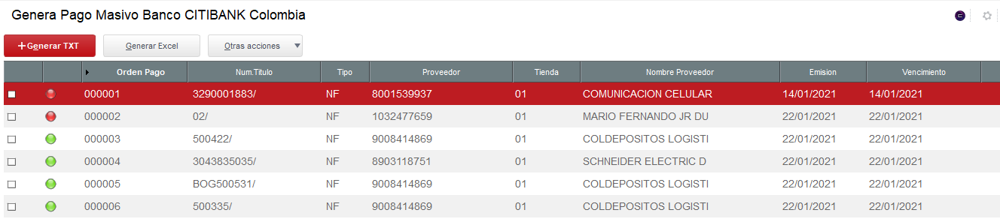 Genera Pago Masivo Banco CITIBANK Colombia
+Generar TXT Generar Excel Otras acciones
Orden Pago Num.Titulo Tipo Proveedor Tienda Nombre Proveedor Emision Vencimiento
000001 3290001883/ NF 8001539937 01 COMUNICACION CELULAR 14/01/2021 14/01/2021
000002 02/ NF 1032477659 01 MARIO FERNANDO JR DU 22/01/2021 22/01/2021
000003 500422/ NF 9008414869 01 COLDEPOSITOS LOGISTI 22/01/2021 22/01/2021
000004 3043835035/ NF 8903118751 01 SCHNEIDER ELECTRIC D 22/01/2021 22/01/2021
000005 BOG500531/ NF 9008414869 01 COLDEPOSITOS LOGISTI 22/01/2021 22/01/2021
000006 500335/ NF 9008414869 01 COLDEPOSITOS LOGISTI 22/01/2021 22/01/2021